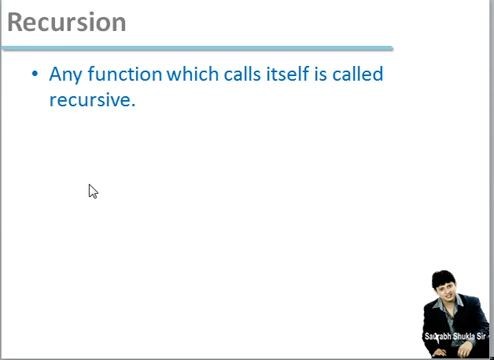 Recursion
• Any function which calls itself is called
recursive.
Saurabh Shukla Sir